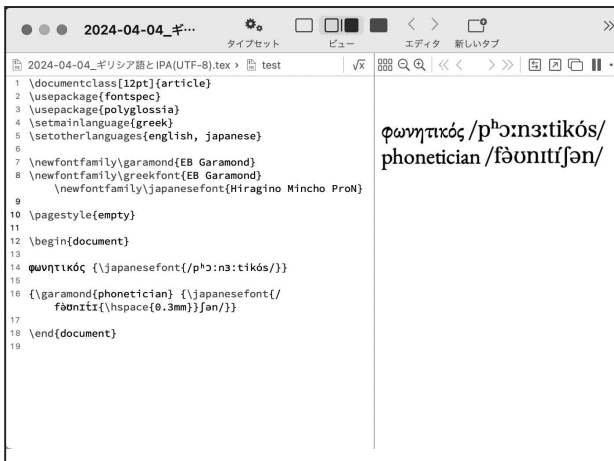 2024-04-04_ギ…
タイプセット
ビュー
エディタ
新しいタブ
2024-04-04_ギリシア語とIPA(UTF-8).tex › test
√x
1 \documentclass[12pt]{article}
2 \usepackage{fontspec}
3 \usepackage{polyglossia}
4 \setmainlanguage{greek}
5 \setotherlanguages{english, japanese}
6
7 \newfontfamily\garamond{EB Garamond}
8 \newfontfamily\greekfont{EB Garamond}
\newfontfamily\japanesefont{Hiragino Mincho ProN}
9
10 \pagestyle{empty}
11
12 \begin{document}
13
14 φωνητικός {\japanesefont{/pʰɔːnɜːtikós/}}
15
16 {\garamond{phonetician} {\japanesefont{/
fə̀ʊnɪtɪ́{\hspace{0.3mm}}ʃən/}}
17
18 \end{document}
19
φωνητικός /pʰɔːnɜːtikós/
phonetician /fə̀ʊnɪtɪ́ʃən/